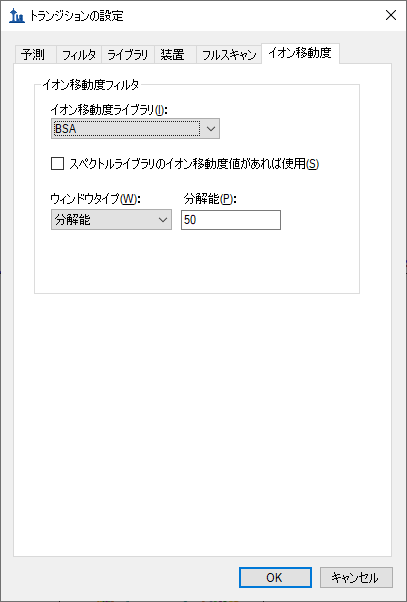 トランジションの設定
予測 フィルタ ライブラリ 装置 フルスキャン イオン移動度
イオン移動度フィルタ
イオン移動度ライブラリ(I):
BSA
スペクトルライブラリのイオン移動度値があれば使用(S)
ウィンドウタイプ(W): 分解能(P):
分解能 50
OK キャンセル